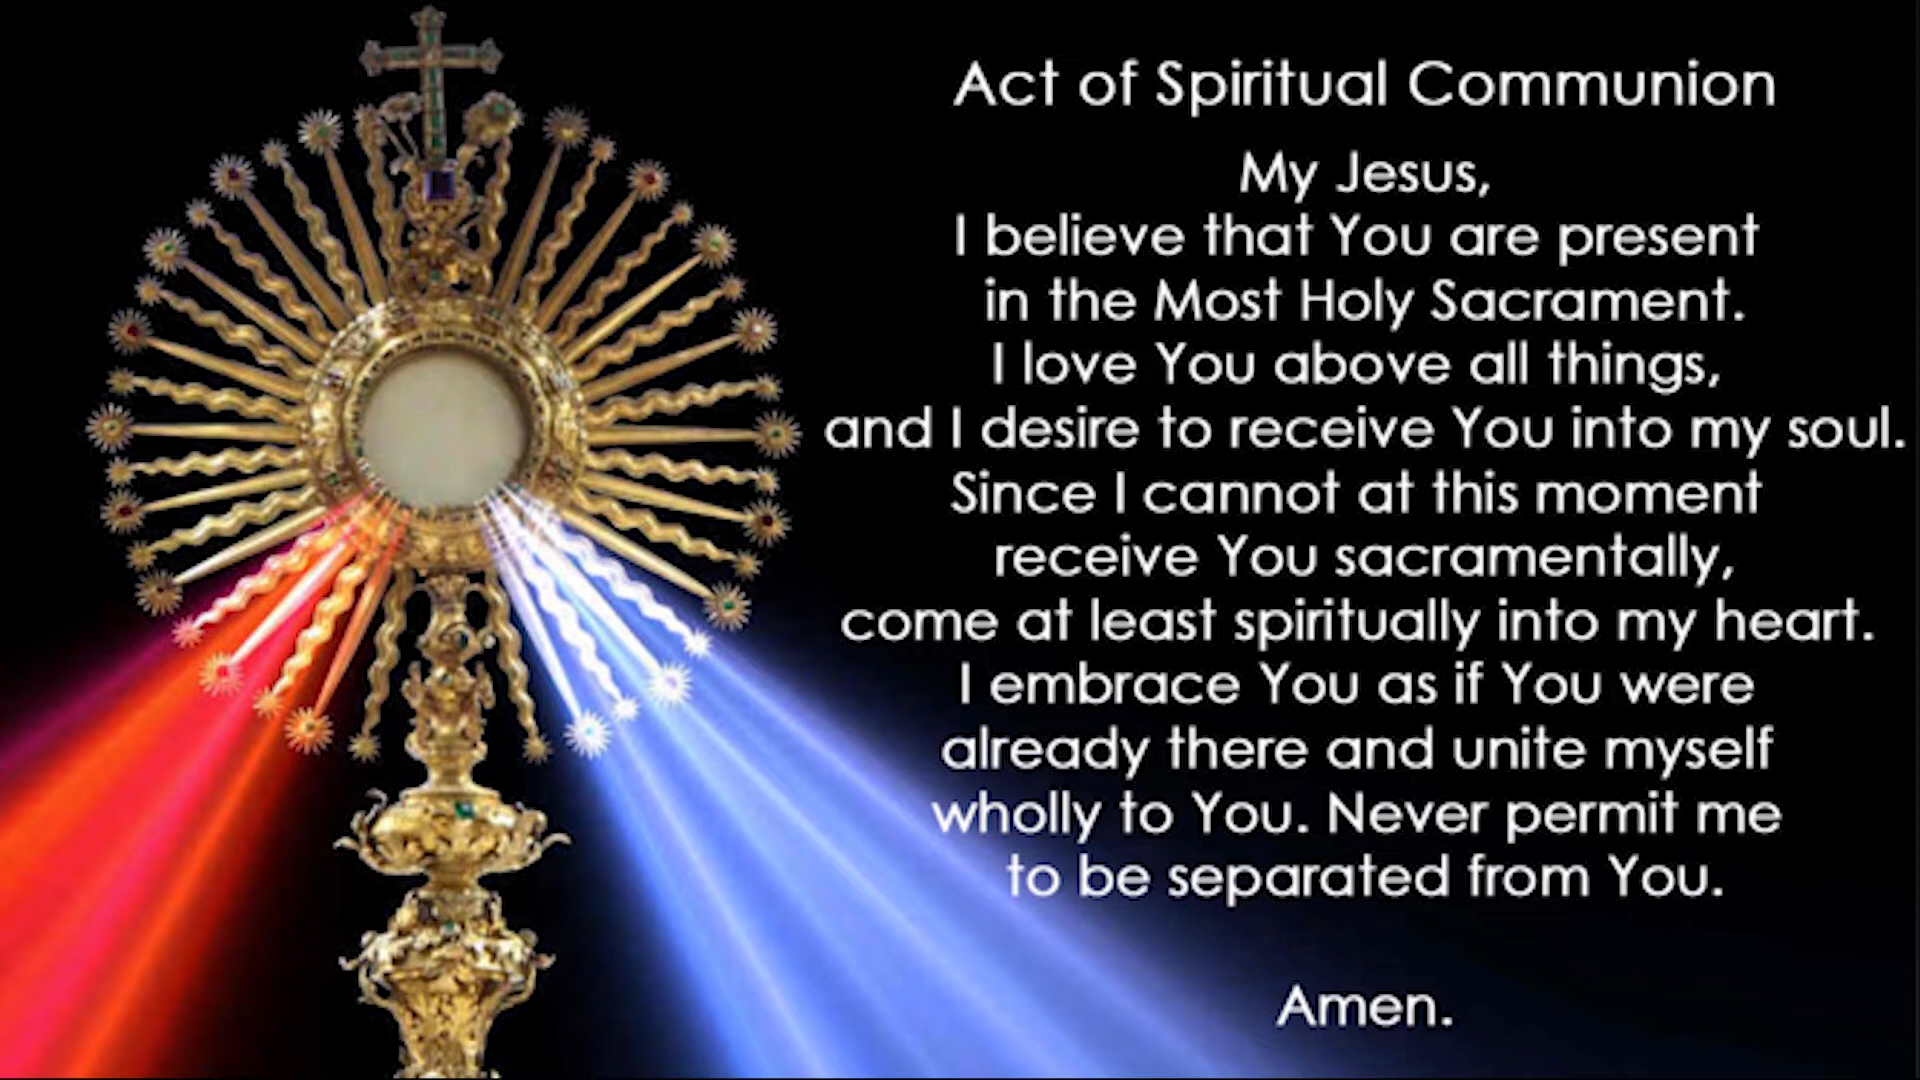 Act of Spiritual Communion
My Jesus,
I believe that You are present
in the Most Holy Sacrament.
I love You above all things,
and I desire to receive You into my soul.
Since I cannot at this moment
receive You sacramentally,
come at least spiritually into my heart.
I embrace You as if You were
already there and unite myself
wholly to You. Never permit me
to be separated from You.
Amen.